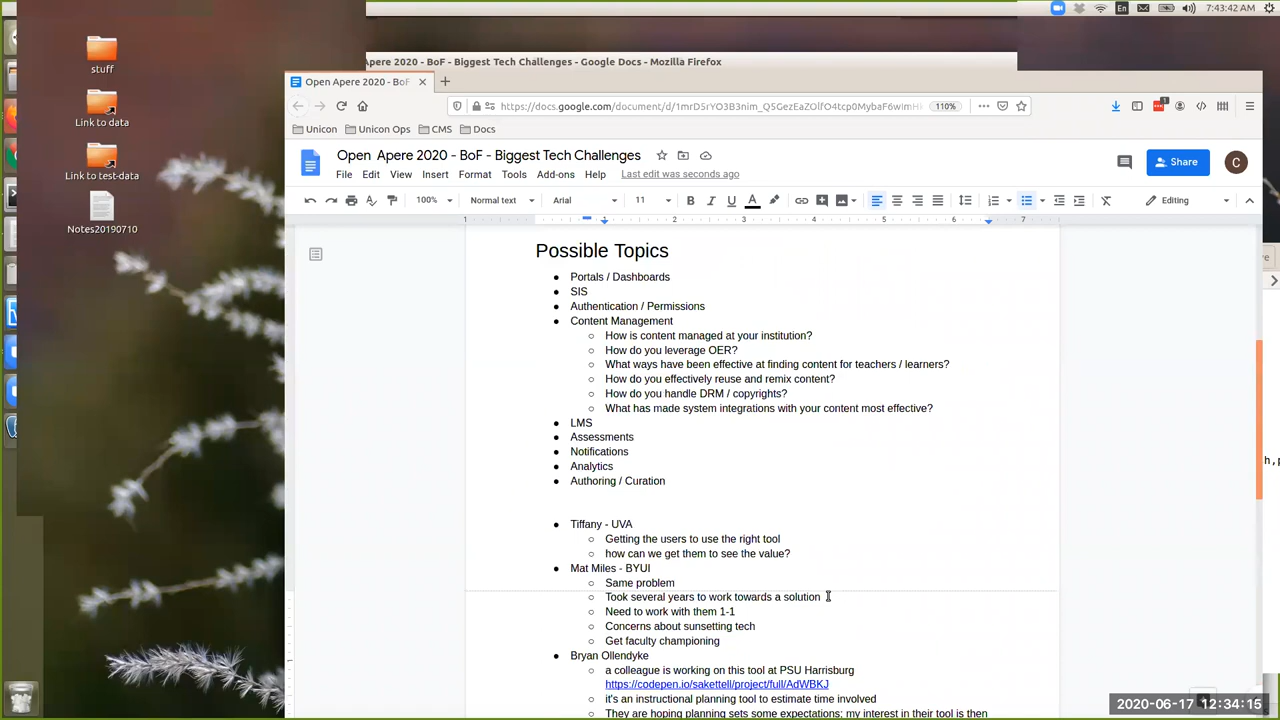 En
7:43:42 AM
stuff
Link to data
Link to test-data
Notes20190710
Apere 2020 - BoF - Biggest Tech Challenges - Google Docs - Mozilla Firefox
Open Apere 2020 - BoF
110%
Unicon
Unicon Ops
CMS
Docs
Open Apere 2020 - BoF - Biggest Tech Challenges
Share
C
File Edit View Insert Format Tools Add-ons Help Last edit was seconds ago
100% Normal text Arial 11 B I U A Editing
1 2 3 4 5 6 7
Possible Topics
● Portals / Dashboards
● SIS
● Authentication / Permissions
● Content Management
○ How is content managed at your institution?
○ How do you leverage OER?
○ What ways have been effective at finding content for teachers / learners?
○ How do you effectively reuse and remix content?
○ How do you handle DRM / copyrights?
○ What has made system integrations with your content most effective?
● LMS
● Assessments
● Notifications
● Analytics
● Authoring / Curation
● Tiffany - UVA
○ Getting the users to use the right tool
○ how can we get them to see the value?
● Mat Miles - BYUI
○ Same problem
○ Took several years to work towards a solution
○ Need to work with them 1-1
○ Concerns about sunsetting tech
○ Get faculty championing
● Bryan Ollendyke
○ a colleague is working on this tool at PSU Harrisburg
https://codepen.io/sakettell/project/full/AdWBKJ
○ it's an instructional planning tool to estimate time involved
○ They are hoping planning sets some expectations; my interest in their tool is then
2020-06-17 12:34:15